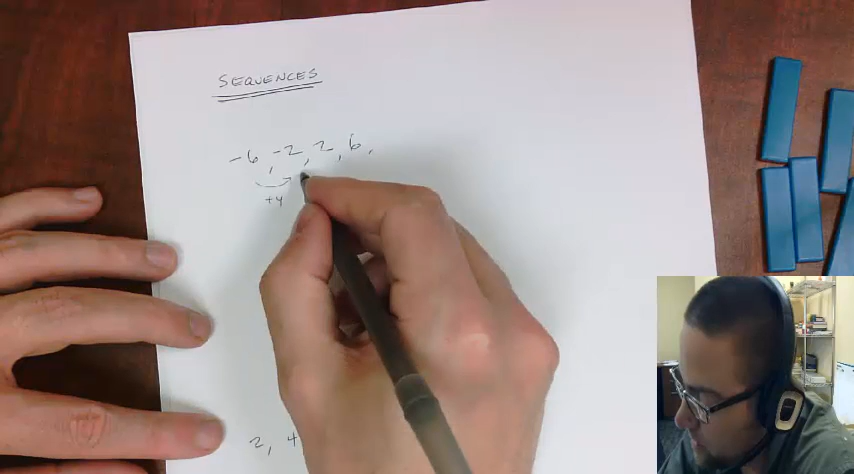 SEQUENCES
-6, -2, 2, 6,
+4
2, 4